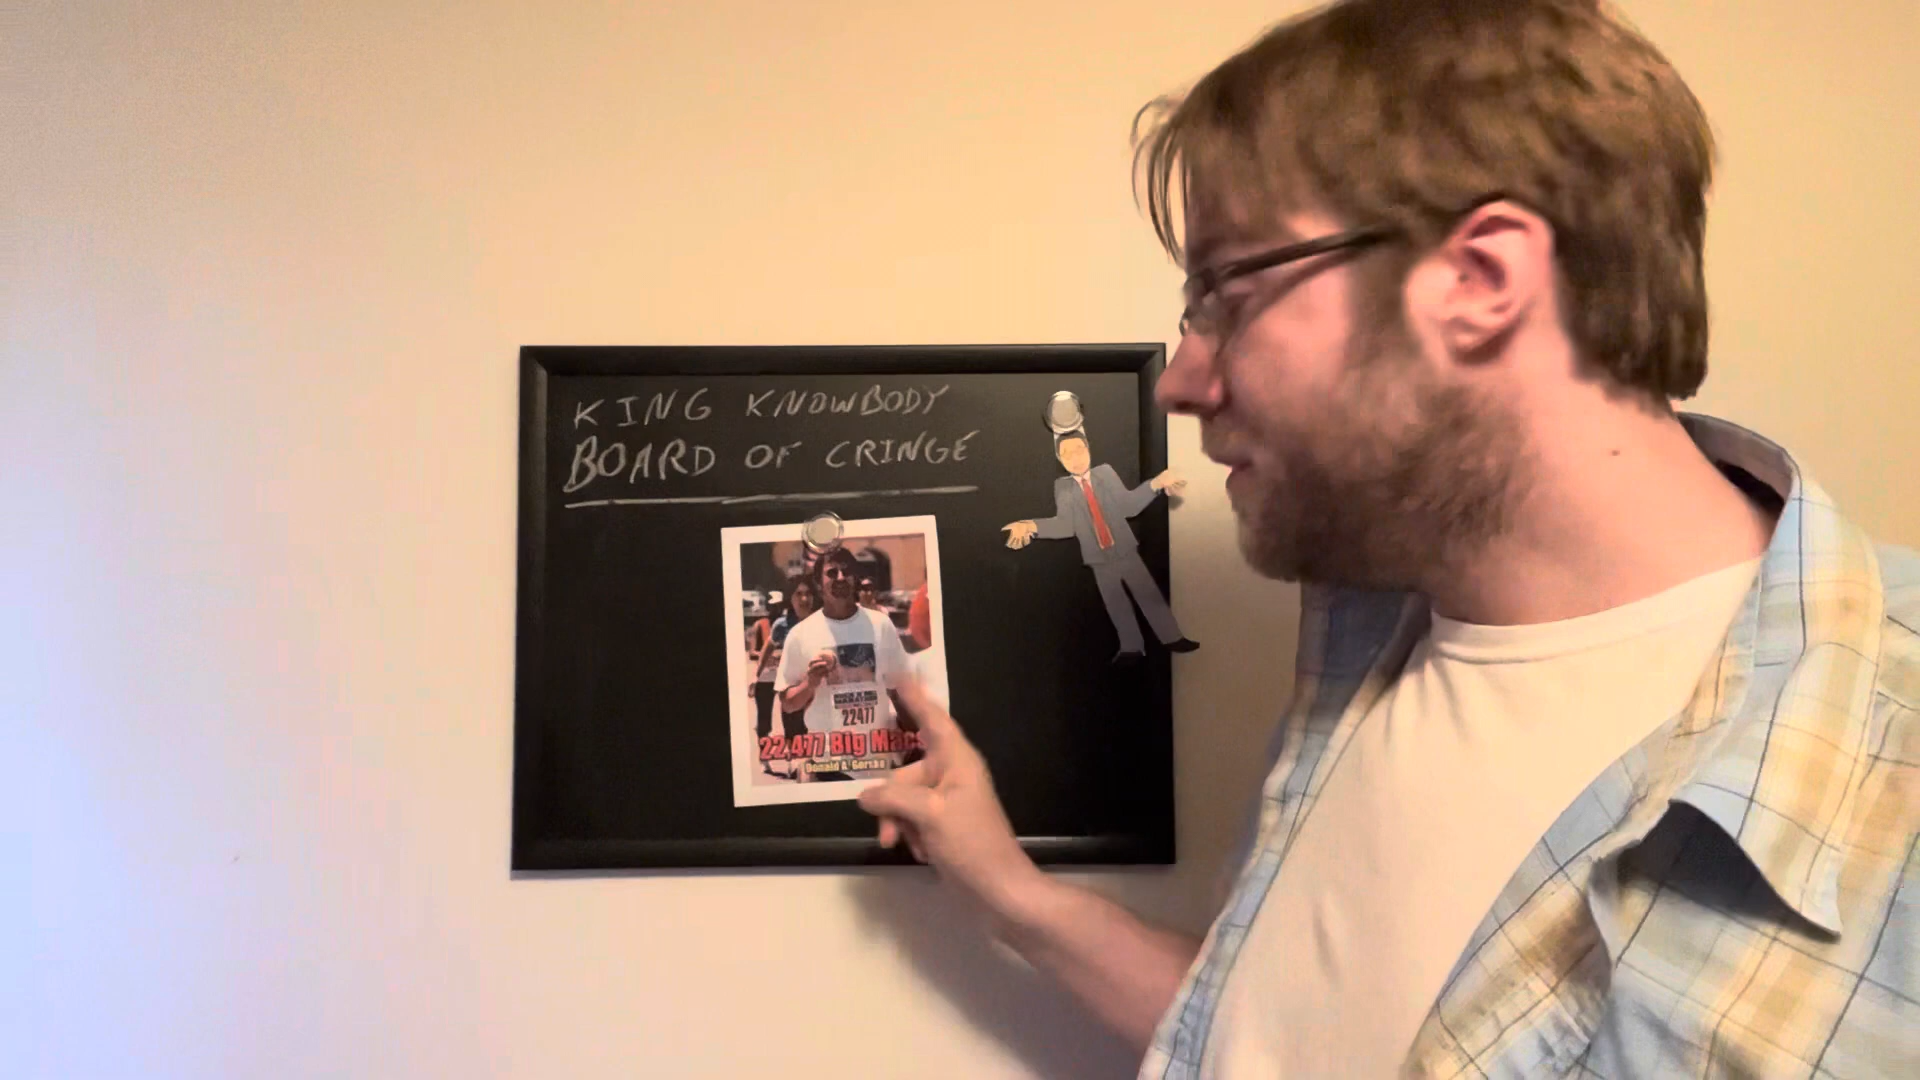 KING KNOWBODY
BOARD OF CRINGE
22477
22,477 Big Macs
Donald A. Gorske